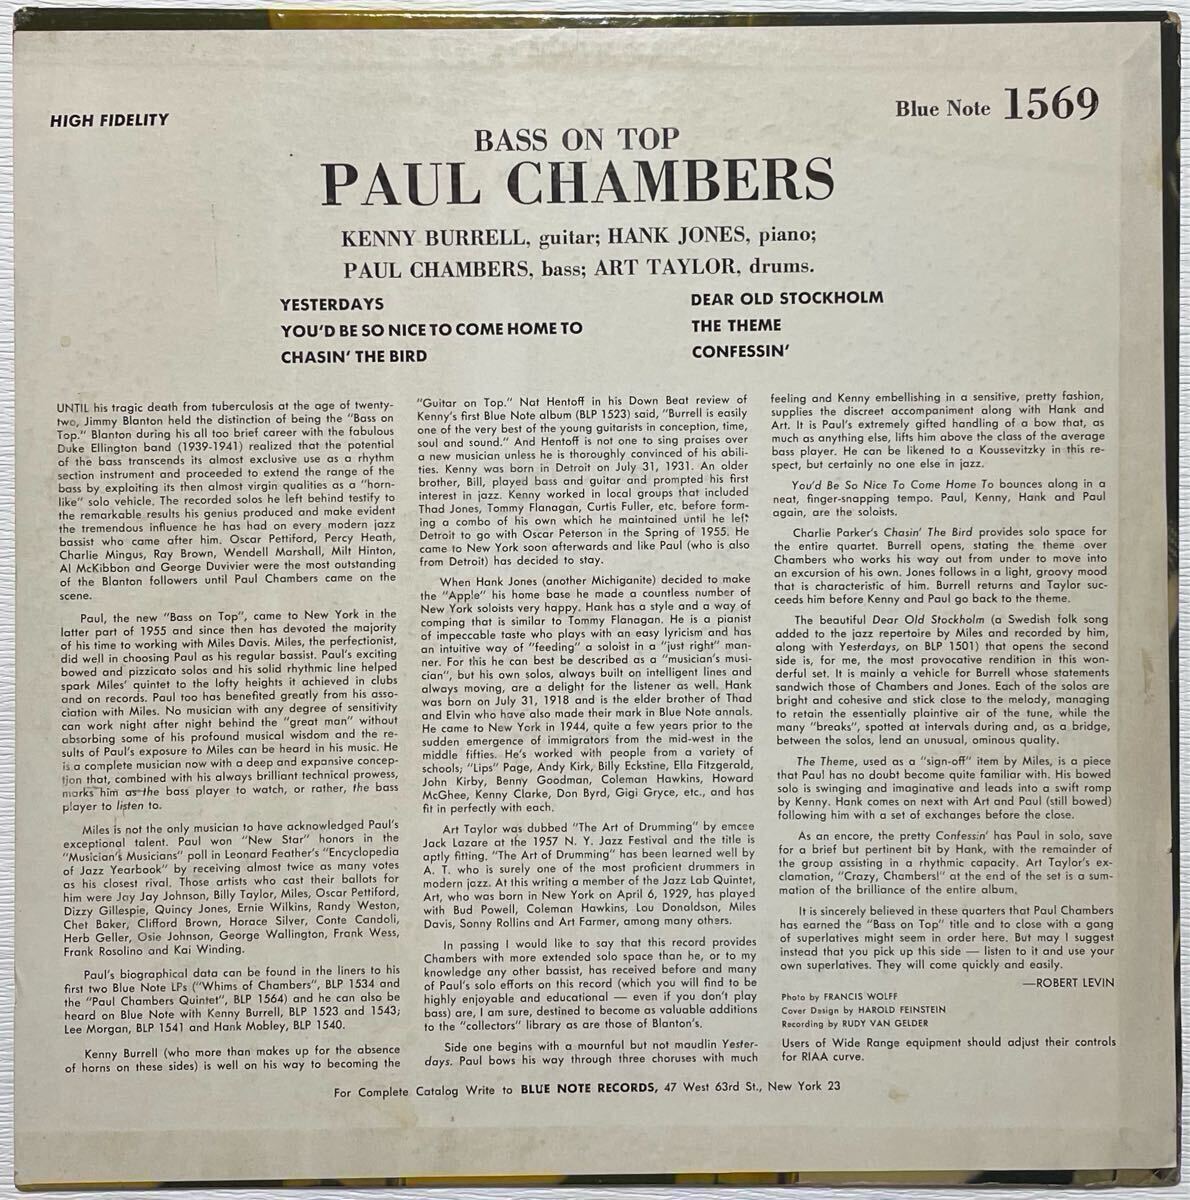 HIGH FIDELITY
Blue Note 1569
BASS ON TOP
PAUL CHAMBERS
KENNY BURRELL, guitar; HANK JONES, piano;
PAUL CHAMBERS, bass; ART TAYLOR, drums.
YESTERDAYS
YOU'D BE SO NICE TO COME HOME TO
CHASIN' THE BIRD
DEAR OLD STOCKHOLM
THE THEME
CONFESSIN'
UNTIL his tragic death from tuberculosis at the age of twenty-
two, Jimmy Blanton held the distinction of being the "Bass on
Top." Blanton during his all too brief career with the fabulous
Duke Ellington band (1939-1941) realized that the potential
of the bass transcends its almost exclusive use as a rhythm
section instrument and proceeded to extend the range of the
bass by exploiting its then almost virgin qualities as a "horn-
like" solo vehicle. The recorded solos he left behind testify to
the remarkable results his genius produced and make evident
the tremendous influence he has had on every modern jazz
bassist who came after him. Oscar Pettiford, Percy Heath,
Charlie Mingus, Ray Brown, Wendell Marshall, Milt Hinton,
Al McKibbon and George Duvivier were the most outstanding
of the Blanton followers until Paul Chambers came on the
scene.
Paul, the new "Bass on Top", came to New York in the
latter part of 1955 and since then has devoted the majority
of his time to working with Miles Davis. Miles, the perfectionist,
did well in choosing Paul as his regular bassist. Paul's exciting
bowed and pizzicato solos and his solid rhythmic line helped
spark Miles' quintet to the lofty heights it achieved in clubs
and on records. Paul too has benefited greatly from his asso-
ciation with Miles. No musician with any degree of sensitivity
can work night after night behind the "great man" without
absorbing some of his profound musical wisdom and the re-
sults of Paul's exposure to Miles can be heard in his music. He
is a complete musician now with a deep and expansive concep-
tion that, combined with his always brilliant technical prowess,
marks him as the bass player to watch, or rather, the bass
player to listen to.
Miles is not the only musician to have acknowledged Paul's
exceptional talent. Paul won "New Star" honors in the
"Musician's Musicians" poll in Leonard Feather's "Encyclopedia
of Jazz Yearbook" by receiving almost twice as many votes
as his closest rival. Those artists who cast their ballots for
him were Jay Jay Johnson, Billy Taylor, Miles, Oscar Pettiford,
Dizzy Gillespie, Quincy Jones, Ernie Wilkins, Randy Weston,
Chet Baker, Clifford Brown, Horace Silver, Conte Candoli,
Herb Geller, Osie Johnson, George Wallington, Frank Wess,
Frank Rosolino and Kai Winding.
Paul's biographical data can be found in the liners to his
first two Blue Note LPs ("Whims of Chambers", BLP 1534 and
the "Paul Chambers Quintet", BLP 1564) and he can also be
heard on Blue Note with Kenny Burrell, BLP 1523 and 1543;
Lee Morgan, BLP 1541 and Hank Mobley, BLP 1540.
Kenny Burrell (who more than makes up for the absence
of horns on these sides) is well on his way to becoming the
"Guitar on Top." Nat Hentoff in his Down Beat review of
Kenny's first Blue Note album (BLP 1523) said, "Burrell is easily
one of the very best of the young guitarists in conception, time,
soul and sound." And Hentoff is not one to sing praises over
a new musician unless he is thoroughly convinced of his abili-
ties. Kenny was born in Detroit on July 31, 1931. An older
brother, Bill, played bass and guitar and prompted his first
interest in jazz. Kenny worked in local groups that included
Thad Jones, Tommy Flanagan, Curtis Fuller, etc. before form-
ing a combo of his own which he maintained until he left
Detroit to go with Oscar Peterson in the Spring of 1955. He
came to New York soon afterwards and like Paul (who is also
from Detroit) has decided to stay.
When Hank Jones (another Michiganite) decided to make
the "Apple" his home base he made a countless number of
New York soloists very happy. Hank has a style and a way of
comping that is similar to Tommy Flanagan. He is a pianist
of impeccable taste who plays with an easy lyricism and has
an intuitive way of "feeding" a soloist in a "just right" man-
ner. For this he can best be described as a "musician's musi-
cian", but his own solos, always built on intelligent lines and
always moving, are a delight for the listener as well. Hank
was born on July 31, 1918 and is the elder brother of Thad
and Elvin who have also made their mark in Blue Note annals.
He came to New York in 1944, quite a few years prior to the
sudden emergence of immigrators from the mid-west in the
middle fifties. He's worked with people from a variety of
schools; "Lips" Page, Andy Kirk, Billy Eckstine, Ella Fitzgerald,
John Kirby, Benny Goodman, Coleman Hawkins, Howard
McGhee, Kenny Clarke, Don Byrd, Gigi Gryce, etc., and has
fit in perfectly with each.
Art Taylor was dubbed "The Art of Drumming" by emcee
Jack Lazare at the 1957 N. Y. Jazz Festival and the title is
aptly fitting. "The Art of Drumming" has been learned well by
A. T. who is surely one of the most proficient drummers in
modern jazz. At this writing a member of the Jazz Lab Quintet,
Art, who was born in New York on April 6, 1929, has played
with Bud Powell, Coleman Hawkins, Lou Donaldson, Miles
Davis, Sonny Rollins and Art Farmer, among many others.
In passing I would like to say that this record provides
Chambers with more extended solo space than he, or to my
knowledge any other bassist, has received before and many
of Paul's solo efforts on this record (which you will find to be
highly enjoyable and educational — even if you don't play
bass) are, I am sure, destined to become as valuable additions
to the "collectors" library as are those of Blanton's.
Side one begins with a mournful but not maudlin Yester-
days. Paul bows his way through three choruses with much
feeling and Kenny embellishing in a sensitive, pretty fashion,
supplies the discreet accompaniment along with Hank and
Art. It is Paul's extremely gifted handling of a bow that, as
much as anything else, lifts him above the class of the average
bass player. He can be likened to a Koussevitzky in this re-
spect, but certainly no one else in jazz.
You'd Be So Nice To Come Home To bounces along in a
neat, finger-snapping tempo. Paul, Kenny, Hank and Paul
again, are the soloists.
Charlie Parker's Chasin' The Bird provides solo space for
the entire quartet. Burrell opens, stating the theme over
Chambers who works his way out from under to move into
an excursion of his own. Jones follows in a light, groovy mood
that is characteristic of him. Burrell returns and Taylor suc-
ceeds him before Kenny and Paul go back to the theme.
The beautiful Dear Old Stockholm (a Swedish folk song
added to the jazz repertoire by Miles and recorded by him,
along with Yesterdays, on BLP 1501) that opens the second
side is, for me, the most provocative rendition in this won-
derful set. It is mainly a vehicle for Burrell whose statements
sandwich those of Chambers and Jones. Each of the solos are
bright and cohesive and stick close to the melody, managing
to retain the essentially plaintive air of the tune, while the
many "breaks", spotted at intervals during and, as a bridge,
between the solos, lend an unusual, ominous quality.
The Theme, used as a "sign-off" item by Miles, is a piece
that Paul has no doubt become quite familiar with. His bowed
solo is swinging and imaginative and leads into a swift romp
by Kenny. Hank comes on next with Art and Paul (still bowed)
following him with a set of exchanges before the close.
As an encore, the pretty Confessin' has Paul in solo, save
for a brief but pertinent bit by Hank, with the remainder of
the group assisting in a rhythmic capacity. Art Taylor's ex-
clamation, "Crazy, Chambers!" at the end of the set is a sum-
mation of the brilliance of the entire album.
It is sincerely believed in these quarters that Paul Chambers
has earned the "Bass on Top" title and to close with a gang
of superlatives might seem in order here. But may I suggest
instead that you pick up this side — listen to it and use your
own superlatives. They will come quickly and easily.
—ROBERT LEVIN
Photo by FRANCIS WOLFF
Cover Design by HAROLD FEINSTEIN
Recording by RUDY VAN GELDER
Users of Wide Range equipment should adjust their controls
for RIAA curve.
For Complete Catalog Write to BLUE NOTE RECORDS, 47 West 63rd St., New York 23